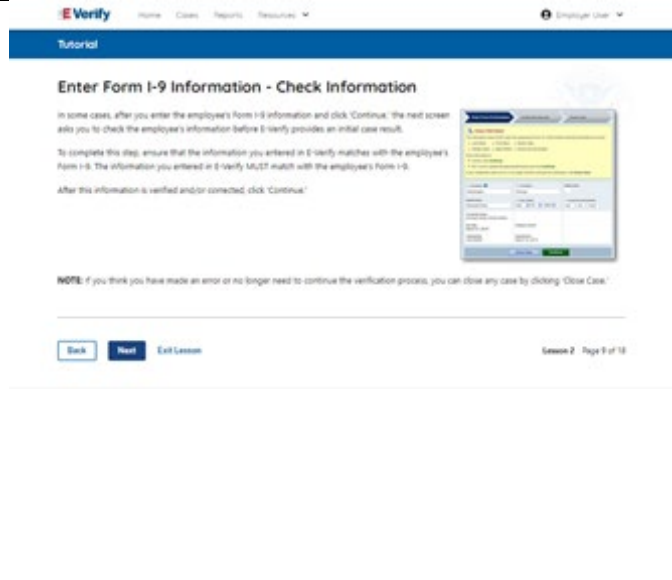 E-Verify Home Cases Reports Resources Employer User
Tutorial
Enter Form I-9 Information - Check Information
In some cases, after you enter the employee's Form I-9 information and click 'Continue,' the next screen
asks you to check the employee's information before E-Verify provides an initial case result.
To complete this step, ensure that the information you entered in E-Verify matches with the employee's
Form I-9. The information you entered in E-Verify MUST match with the employee's Form I-9.
After this information is verified and/or corrected, click 'Continue.'
NOTE: If you think you have made an error or no longer need to continue the verification process, you can close any case by clicking 'Close Case.'
Back Next Exit Lesson Lesson 2 Page 9 of 18